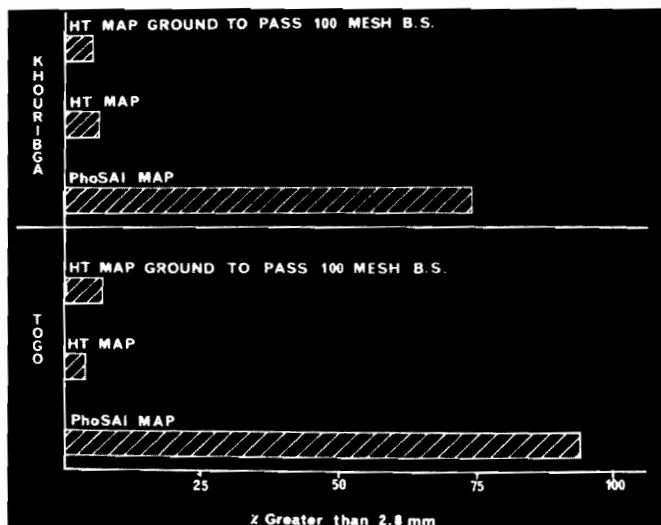 HT MAP GROUND TO PASS 100 MESH B.S.
KHOURIBGA
HT MAP
PhoSAI MAP
HT MAP GROUND TO PASS 100 MESH B.S.
TOGO
HT MAP
PhoSAI MAP
25 50 75 100
% Greater than 2.8 mm